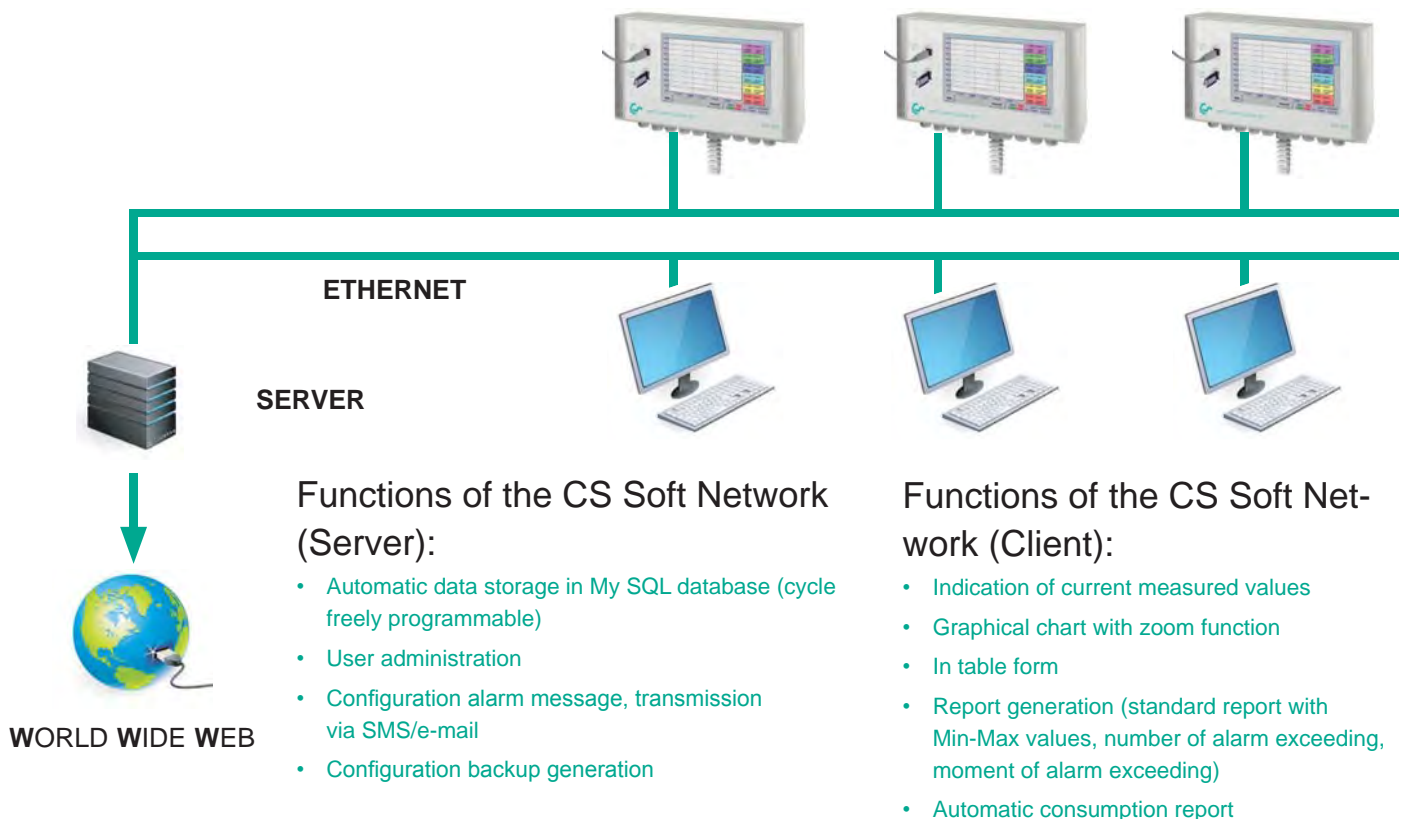 ETHERNET
SERVER
WORLD WIDE WEB
Functions of the CS Soft Network
(Server):
• Automatic data storage in My SQL database (cycle
freely programmable)
• User administration
• Configuration alarm message, transmission
via SMS/e-mail
• Configuration backup generation
Functions of the CS Soft Net-
work (Client):
• Indication of current measured values
• Graphical chart with zoom function
• In table form
• Report generation (standard report with
Min-Max values, number of alarm exceeding,
moment of alarm exceeding)
• Automatic consumption report